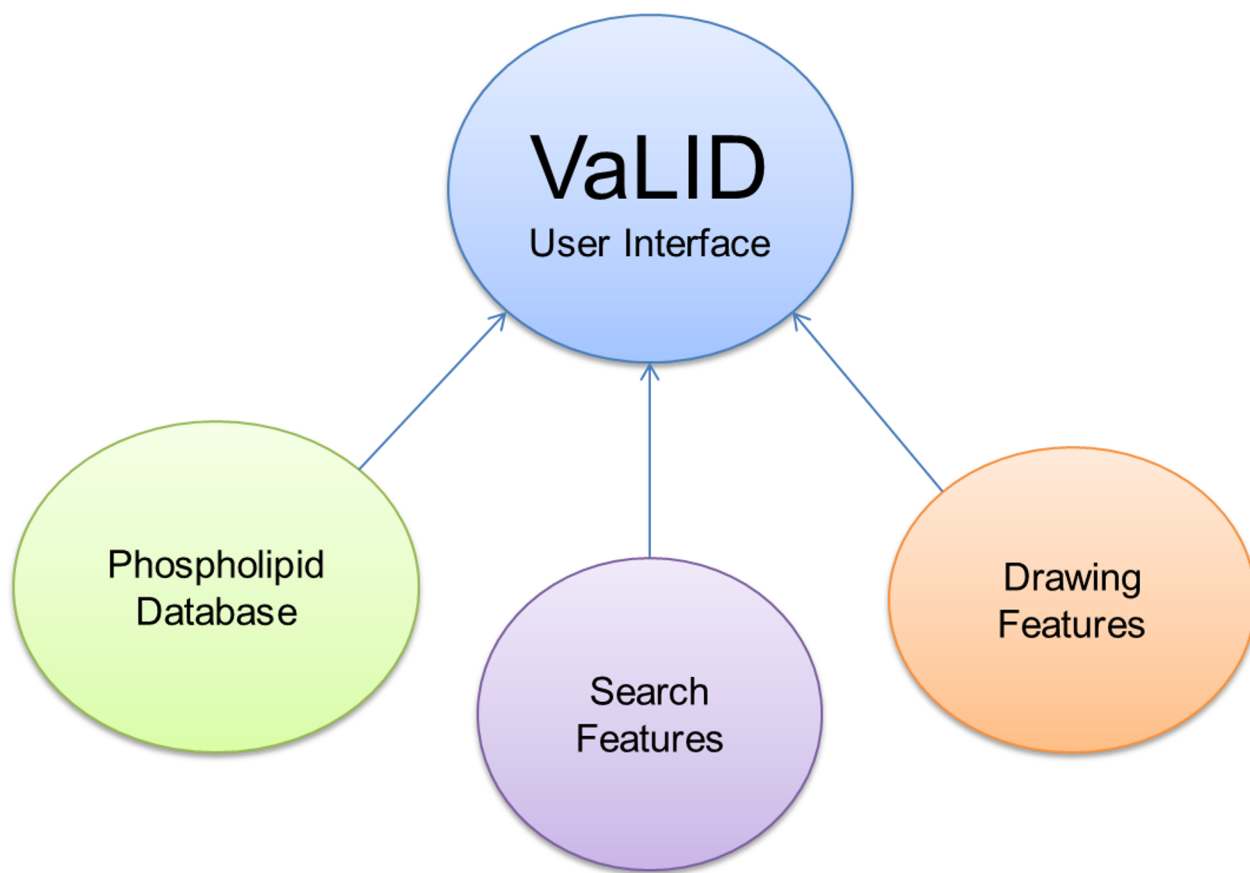 VaLID
User Interface
Phospholipid
Database
Search
Features
Drawing
Features